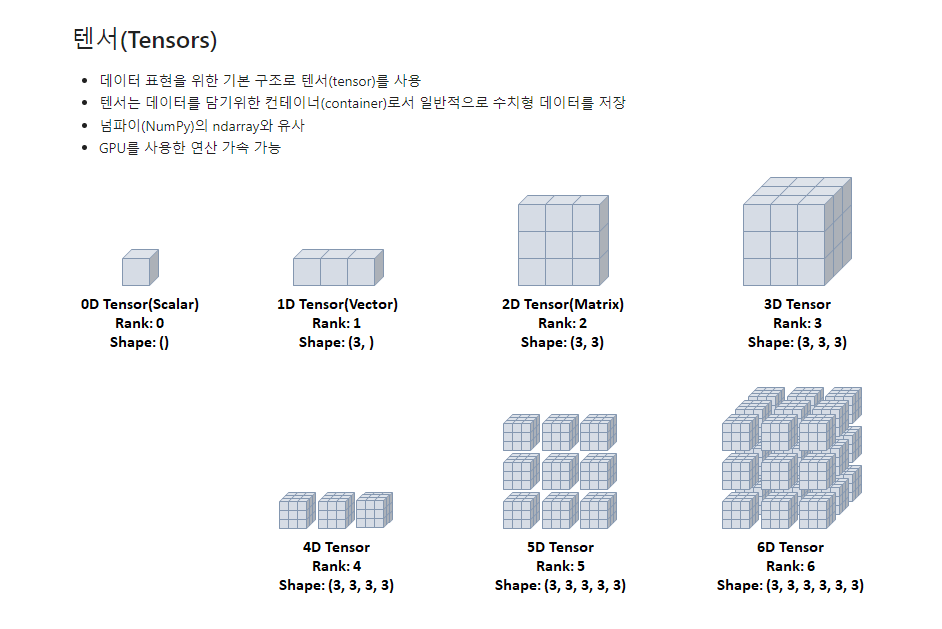 텐서(Tensors)
데이터 표현을 위한 기본 구조로 텐서(tensor)를 사용
텐서는 데이터를 담기위한 컨테이너(container)로서 일반적으로 수치형 데이터를 저장
넘파이(NumPy)의 ndarray와 유사
GPU를 사용한 연산 가속 가능
0D Tensor(Scalar)
Rank: 0
Shape: ()
1D Tensor(Vector)
Rank: 1
Shape: (3, )
2D Tensor(Matrix)
Rank: 2
Shape: (3, 3)
3D Tensor
Rank: 3
Shape: (3, 3, 3)
4D Tensor
Rank: 4
Shape: (3, 3, 3, 3)
5D Tensor
Rank: 5
Shape: (3, 3, 3, 3, 3)
6D Tensor
Rank: 6
Shape: (3, 3, 3, 3, 3, 3)